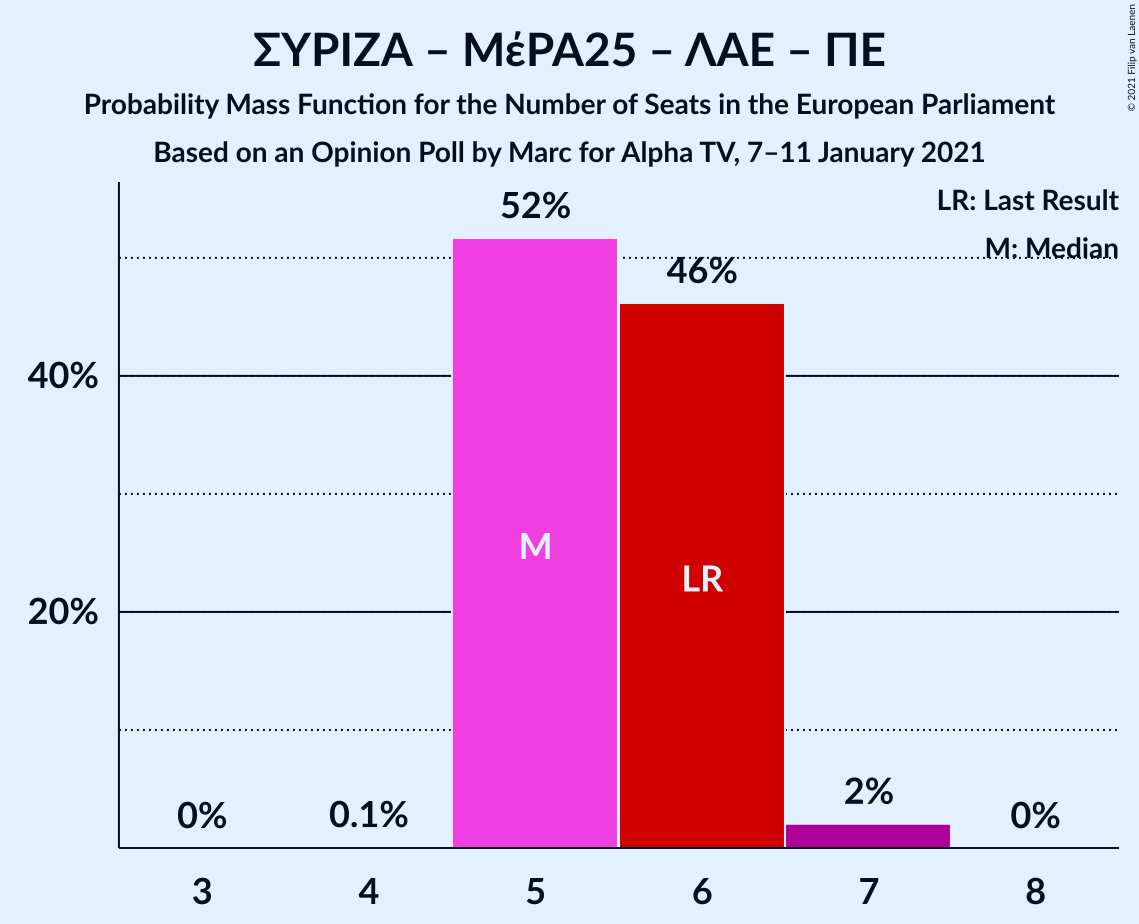 ΣΥΡΙΖΑ – ΜέΡΑ25 – ΛΑΕ – ΠΕ
Probability Mass Function for the Number of Seats in the European Parliament
Based on an Opinion Poll by Marc for Alpha TV, 7–11 January 2021
© 2021 Filip van Laenen
LR: Last Result
M: Median
52%
46%
40%
M
LR
20%
0%
0.1%
2%
0%
3
4
5
6
7
8